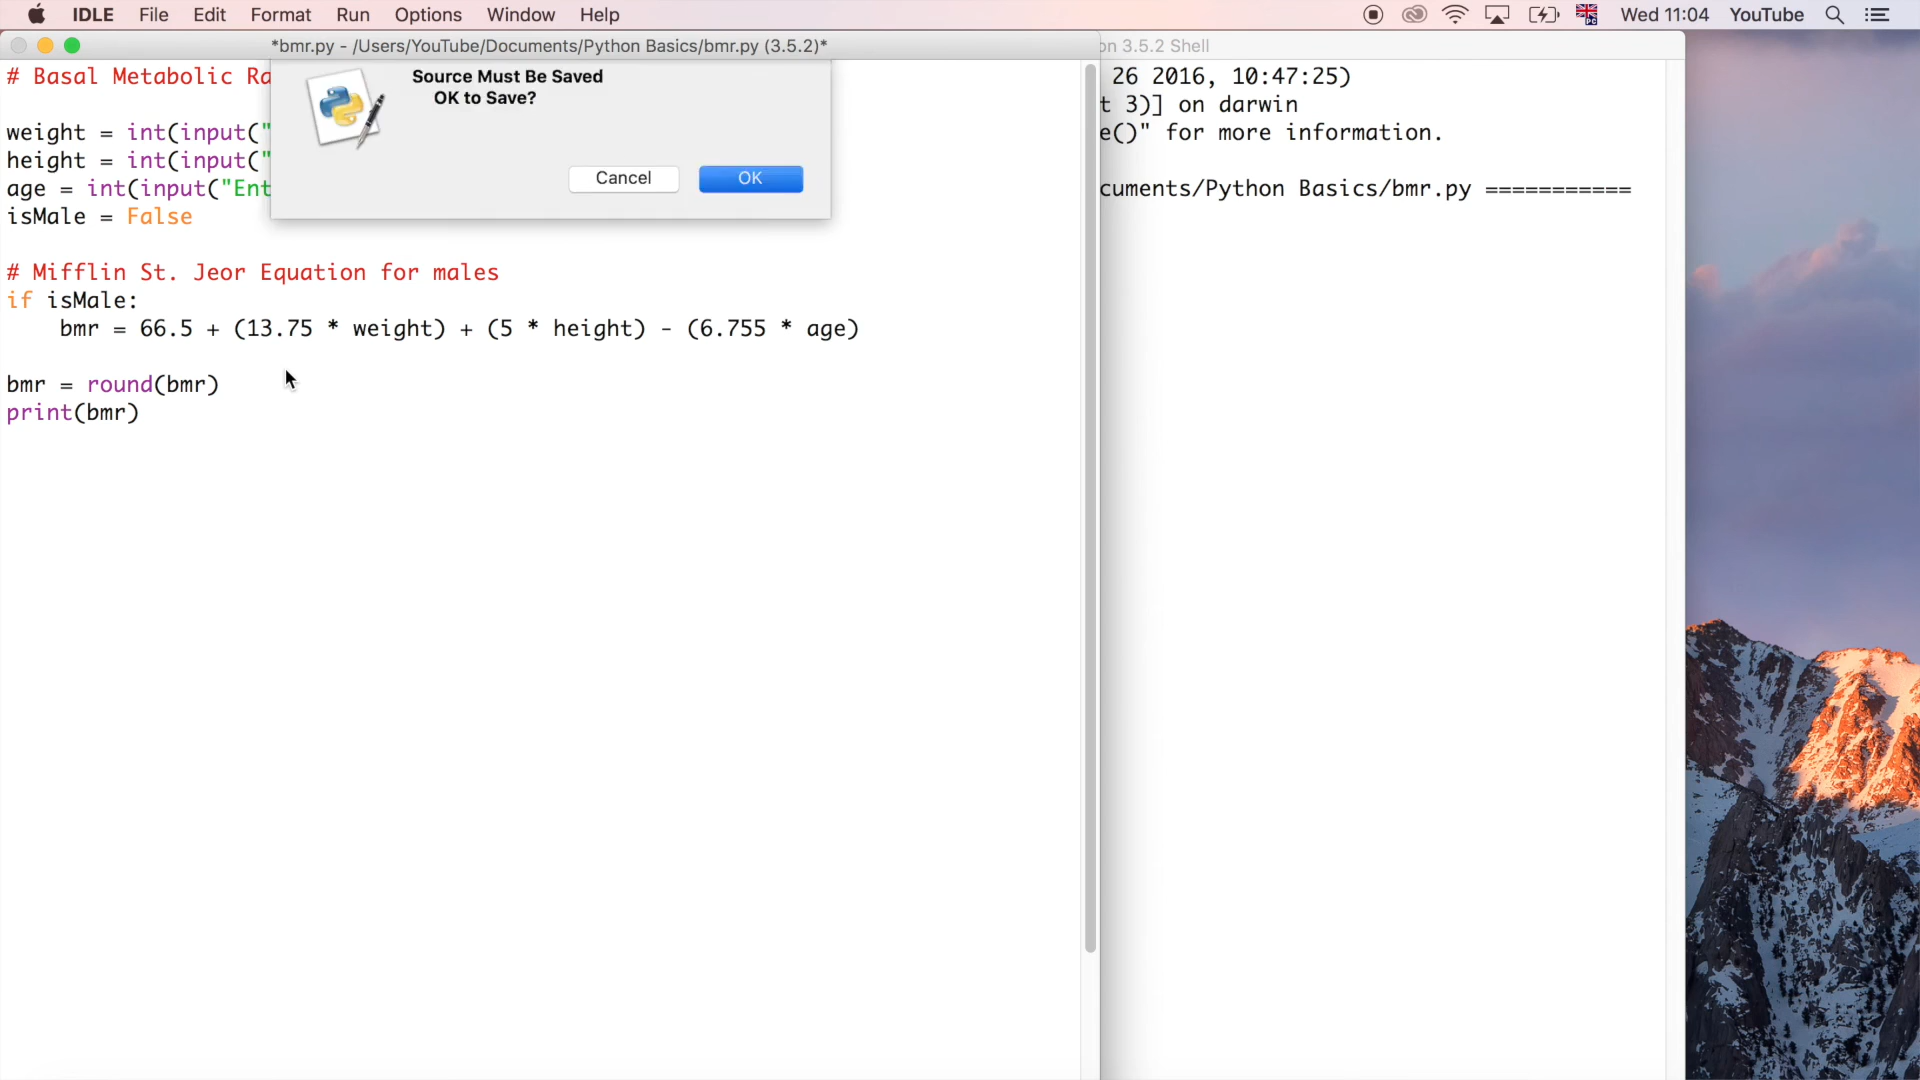 IDLE File Edit Format Run Options Window Help Wed 11:04 YouTube
*bmr.py - /Users/YouTube/Documents/Python Basics/bmr.py (3.5.2)*
on 3.5.2 Shell
Source Must Be Saved
OK to Save?
Cancel OK
# Basal Metabolic Ra
weight = int(input("
height = int(input("
age = int(input("Ent
isMale = False
# Mifflin St. Jeor Equation for males
if isMale:
bmr = 66.5 + (13.75 * weight) + (5 * height) - (6.755 * age)
bmr = round(bmr)
print(bmr)
26 2016, 10:47:25)
t 3)] on darwin
e()" for more information.
cuments/Python Basics/bmr.py ===========